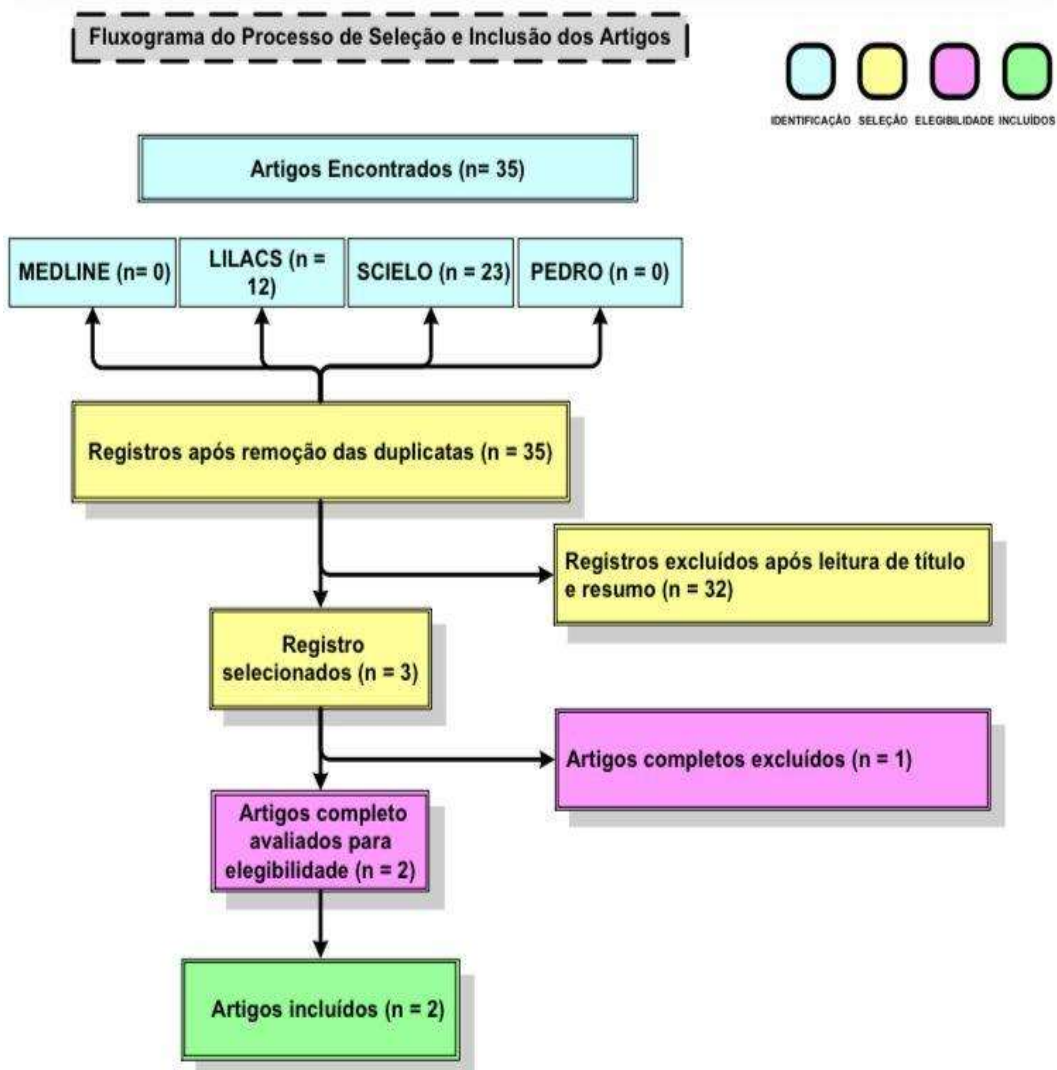 Fluxograma do Processo de Seleção e Inclusão dos Artigos
IDENTIFICAÇÃO SELEÇÃO ELEGIBILIDADE INCLUÍDOS
Artigos Encontrados (n= 35)
MEDLINE (n= 0)
LILACS (n =
12)
SCIELO (n = 23)
PEDRO (n = 0)
Registros após remoção das duplicatas (n = 35)
Registros excluídos após leitura de título
e resumo (n = 32)
Registro
selecionados (n = 3)
Artigos completos excluídos (n = 1)
Artigos completo
avaliados para
elegibilidade (n = 2)
Artigos incluídos (n = 2)